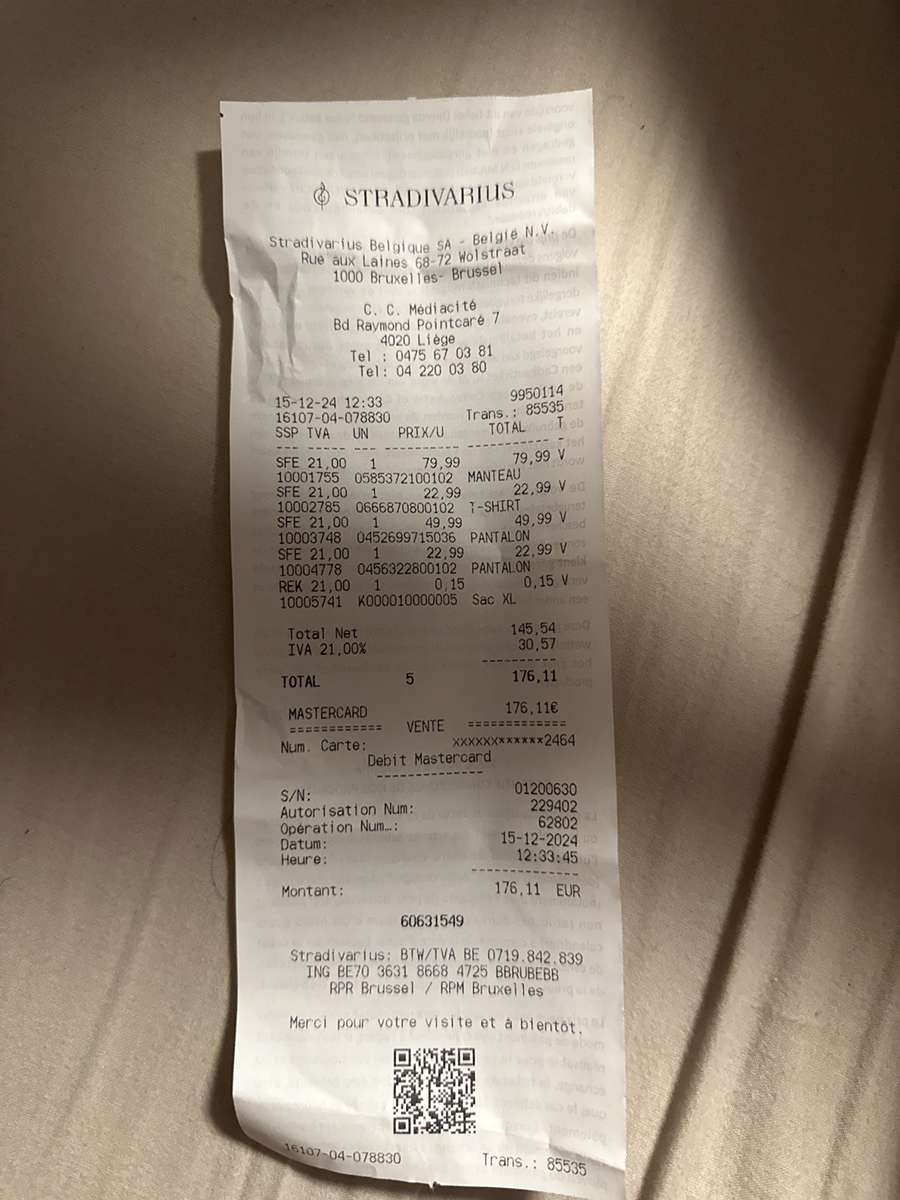 STRADIVARIUS
Stradivarius Belgique SA - België N.V.
Rue aux Laines 68-72 Wolstraat
1000 Bruxelles- Brussel
C. C. Médiacité
Bd Raymond Pointcaré 7
4020 Liège
Tel : 0475 67 03 81
Tel: 04 220 03 80
15-12-24 12:33 9950114
16107-04-078830 Trans.: 85535
SSP TVA UN PRIX/U TOTAL T
--- ---- --- ---------- ----------- -
SFE 21,00 1 79,99 79,99 V
10001755 0585372100102 MANTEAU
SFE 21,00 1 22,99 22,99 V
10002785 0666870800102 T-SHIRT
SFE 21,00 1 49,99 49,99 V
10003748 0452699715036 PANTALON
SFE 21,00 1 22,99 22,99 V
10004778 0456322800102 PANTALON
REK 21,00 1 0,15 0,15 V
10005741 K000010000005 Sac XL
Total Net 145,54
IVA 21,00% 30,57
----------
TOTAL 5 176,11
MASTERCARD 176,11€
============ VENTE ============
Num. Carte: XXXXXX******2464
Debit Mastercard
--------------
S/N: 01200630
Autorisation Num: 229402
Opération Num…: 62802
Datum: 15-12-2024
Heure: 12:33:45
--------------
Montant: 176,11 EUR
60631549
Stradivarius: BTW/TVA BE 0719.842.839
ING BE70 3631 8668 4725 BBRUBEBB
RPR Brussel / RPM Bruxelles
Merci pour votre visite et à bientôt.
16107-04-078830 Trans.: 85535